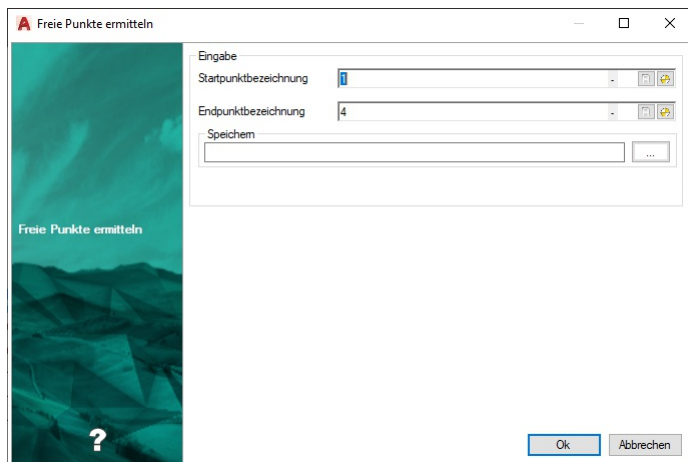 Freie Punkte ermitteln
Eingabe
Startpunktbezeichnung 1 -
Endpunktbezeichnung 4 -
Speichern
...
Freie Punkte ermitteln
?
Ok Abbrechen